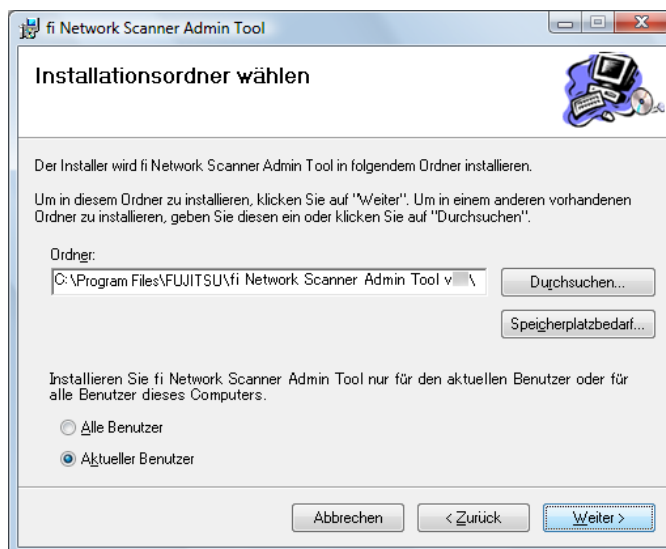 fi Network Scanner Admin Tool
Installationsordner wählen
Der Installer wird fi Network Scanner Admin Tool in folgendem Ordner installieren.
Um in diesem Ordner zu installieren, klicken Sie auf "Weiter". Um in einem anderen vorhandenen
Ordner zu installieren, geben Sie diesen ein oder klicken Sie auf "Durchsuchen".
Ordner:
C:\Program Files\FUJITSU\fi Network Scanner Admin Tool v \
Durchsuchen...
Speicherplatzbedarf...
Installieren Sie fi Network Scanner Admin Tool nur für den aktuellen Benutzer oder für
alle Benutzer dieses Computers.
Alle Benutzer
Aktueller Benutzer
Abbrechen
< Zurück
Weiter >